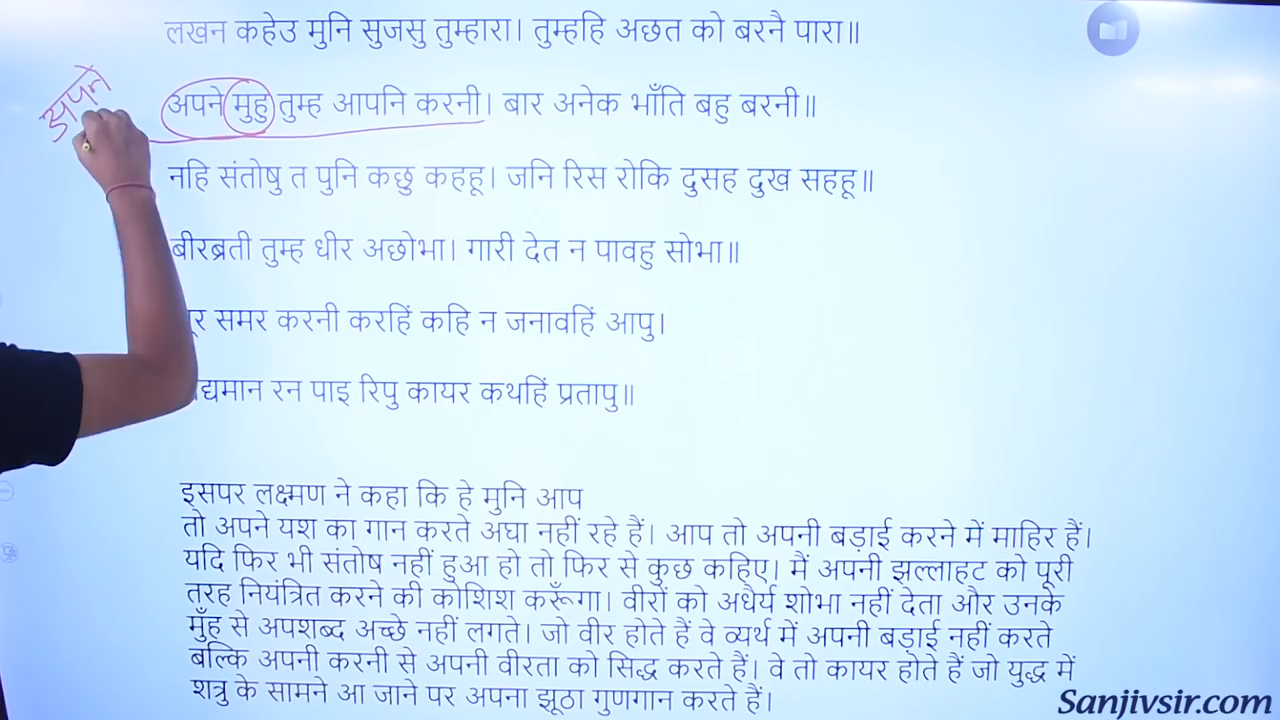 लखन कहेउ मुनि सुजसु तुम्हारा। तुम्हहि अछत को बरनै पारा॥
अपने
अपने मुहु तुम्ह आपनि करनी। बार अनेक भाँति बहु बरनी॥
नहि संतोषु त पुनि कछु कहहू। जनि रिस रोकि दुसह दुख सहहू॥
बीरब्रती तुम्ह धीर अछोभा। गारी देत न पावहु सोभा॥
समर करनी करहिं कहि न जनावहिं आपु।
रन पाइ रिपु कायर कथहिं प्रतापु॥
इसपर लक्ष्मण ने कहा कि हे मुनि आप
तो अपने यश का गान करते अघा नहीं रहे हैं। आप तो अपनी बड़ाई करने में माहिर हैं।
यदि फिर भी संतोष नहीं हुआ हो तो फिर से कुछ कहिए। मैं अपनी झल्लाहट को पूरी
तरह नियंत्रित करने की कोशिश करूँगा। वीरों को अधैर्य शोभा नहीं देता और उनके
मुँह से अपशब्द अच्छे नहीं लगते। जो वीर होते हैं वे व्यर्थ में अपनी बड़ाई नहीं करते
बल्कि अपनी करनी से अपनी वीरता को सिद्ध करते हैं। वे तो कायर होते हैं जो युद्ध में
शत्रु के सामने आ जाने पर अपना झूठा गुणगान करते हैं।
Sanjivsir.com